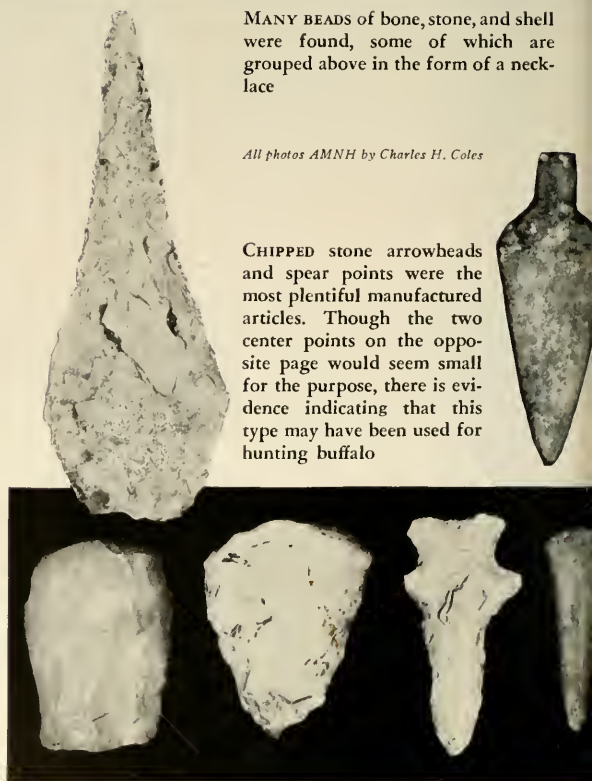 MANY BEADS of bone, stone, and shell
were found, some of which are
grouped above in the form of a neck-
lace
All photos AMNH by Charles H. Coles
CHIPPED stone arrowheads
and spear points were the
most plentiful manufactured
articles. Though the two
center points on the oppo-
site page would seem small
for the purpose, there is evi-
dence indicating that this
type may have been used for
hunting buffalo